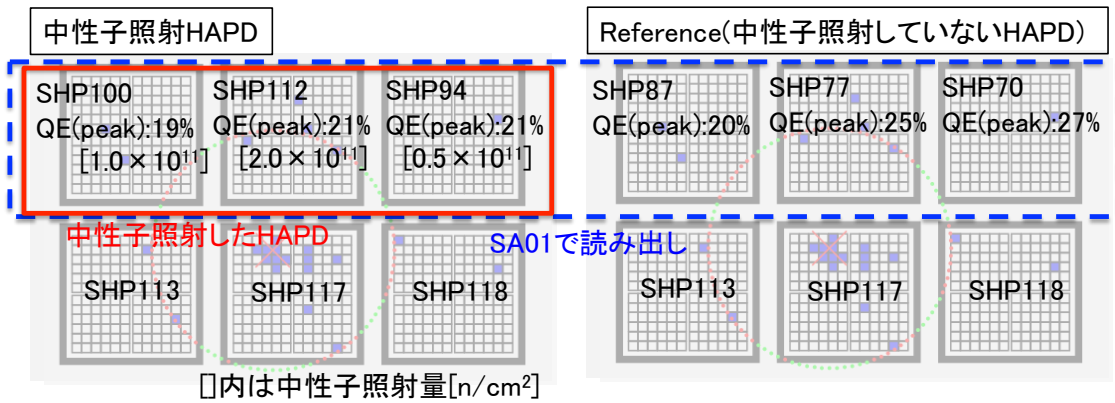 中性子照射HAPD
Reference(中性子照射していないHAPD)
SHP100
QE(peak):19%
[1.0×10¹¹]
SHP112
QE(peak):21%
[2.0×10¹¹]
SHP94
QE(peak):21%
[0.5×10¹¹]
SHP87
QE(peak):20%
SHP77
QE(peak):25%
SHP70
QE(peak):27%
中性子照射したHAPD
SA01で読み出し
SHP113
SHP117
SHP118
SHP113
SHP117
SHP118
[]内は中性子照射量[n/cm²]